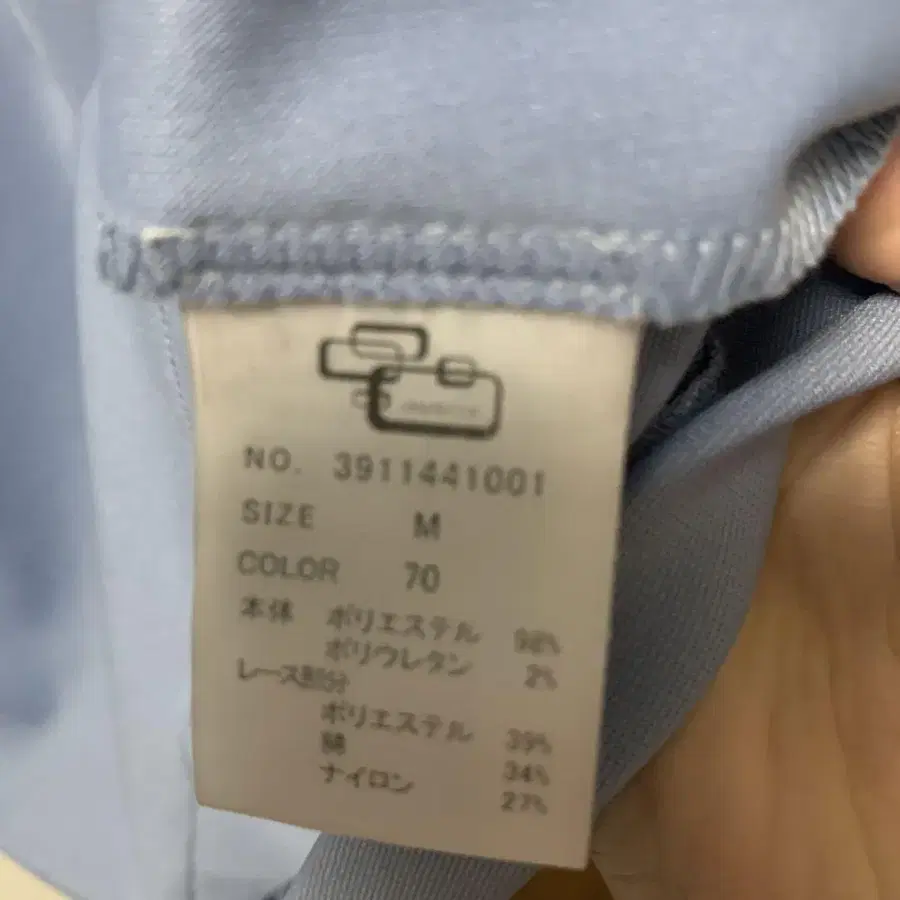 NO. 3911441001
SIZE M
COLOR 70
本体 ポリエステル 98%
ポリウレタン 2%
レース部分
ポリエステル 39%
綿 34%
ナイロン 27%